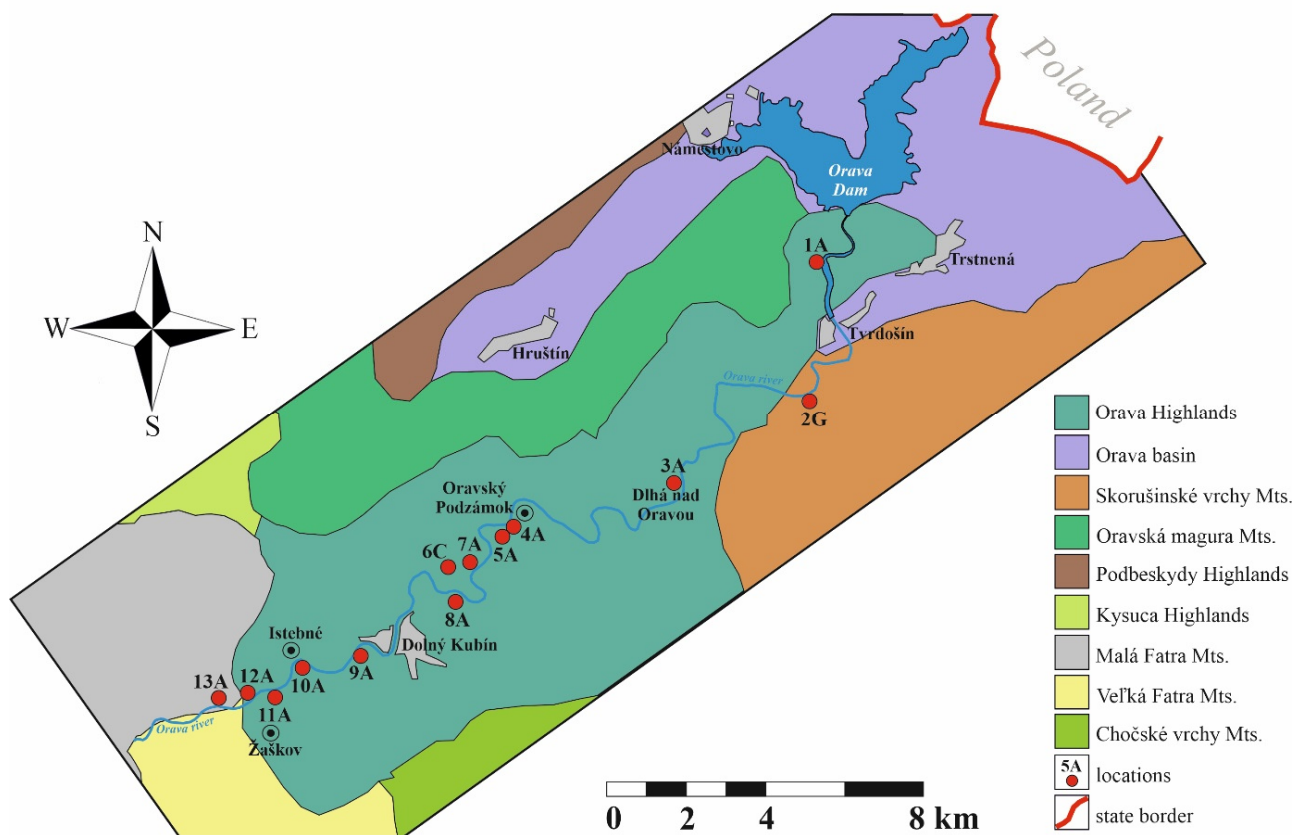 Poland
Námestovo
Orava
Dam
1A
Trstnená
N
W
E
S
Tvrdošín
Hruštín
Orava river
2G
3A
Dlhá nad
Oravou
Oravský
Podzámok
4A
5A
6C
7A
8A
Dolný Kubín
Istebné
9A
10A
12A
13A
11A
Orava river
Žaškov
Orava Highlands
Orava basin
Skorušinské vrchy Mts.
Oravská magura Mts.
Podbeskydy Highlands
Kysuca Highlands
Malá Fatra Mts.
Veľká Fatra Mts.
Chočské vrchy Mts.
5A
locations
state border
0 2 4 8 km